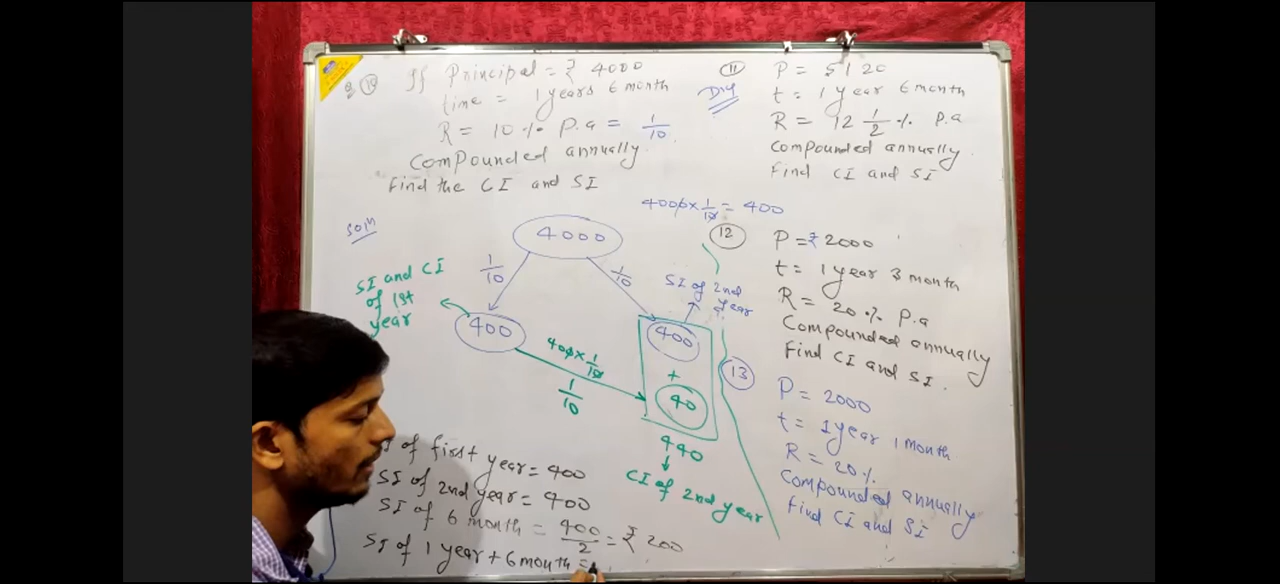 Q 10 If Principal = ₹ 4000
time = 1 years 6 month
R = 10 % P.a = 1/10
Compounded annually
Find the CI and SI
Soln
4000
1/10
1/10
4000 x 1/10 = 400
SI and CI
of 1st
year
400
400 x 1/10
1/10
SI of 2nd
year
400
+
40
440
CI of 2nd year
of first year = 400
SI of 2nd year = 400
SI of 6 month = 400/2 = ₹ 200
SI of 1 year + 6 month =
11 P = 5120
t = 1 year 6 month
R = 12 1/2 % P.a
Compounded annually
Find CI and SI
12 P = ₹ 2000
t = 1 year 3 month
R = 20 % P.a
Compounded annually
Find CI and SI.
13 P = 2000
t = 1 year 1 month
R = 20 %
Compounded annually
Find CI and SI